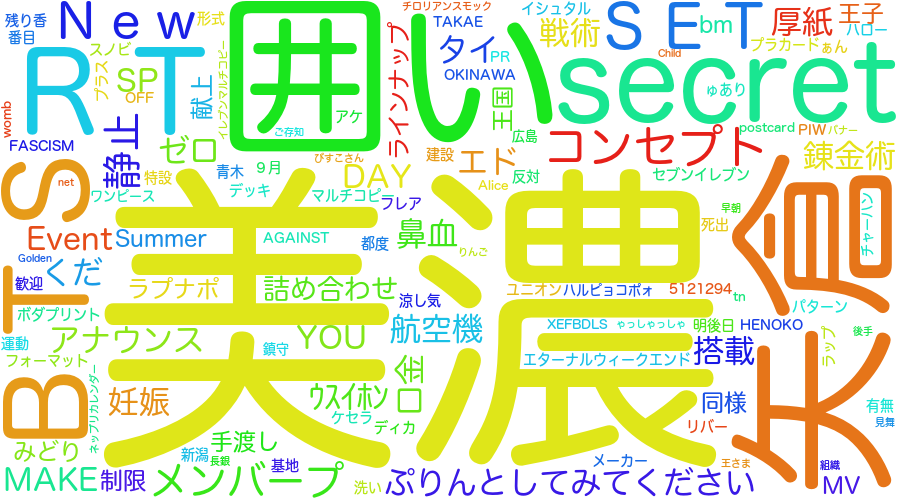 残り香
番目
New
形式
チロリアンスモック
TAKAE
イシュタル
戦術
SET
bm
厚紙
王子
ハロー
スノビ
プラス
SP
OFF
RT
献上
イレブンマルチコピー
囲い
ラインナップ
タイ
PR
OKINAWA
王国
secret
Child
プラカード
ぁん
ゅあり
womb
FASCISM
静止
ゼロ
ご存知
アケ
エド
広島
建設
コンセプト
postcard
PIW
バナー
錬金術
BTS
net
青木
9月
特設
デッキ
ワンピース
びすこさん
DAY
マルチコピ
フレア
Alice
反対
セブンイレブン
矢倉
早朝
死出
チャーハン
美濃
Event
Summer
AGAINST
都度
鼻血
りんご
Golden
歓迎
くだ
ラプナポ
詰め合わせ
涼し気
ユニオン
ハルピョコポォ
5121294
tn
パターン
ボダプリント
運動
アナウンス
YOU
航空機
XEFBDLS
ゃっしゃっしゃ
明後日
HENOKO
後手
フォーマット
ネップリカレンダー
鎮守
エターナルウィークエンド
搭載
ラップ
妊娠
ウスイホン
口金
ケセラ
ディカ
同様
有無
見舞
みどり
手渡し
リバー
新潟
長銀
基地
メーカー
王さま
組織
MAKE
制限
メンバープ
洗い
ぷりんとしてみてください
MV